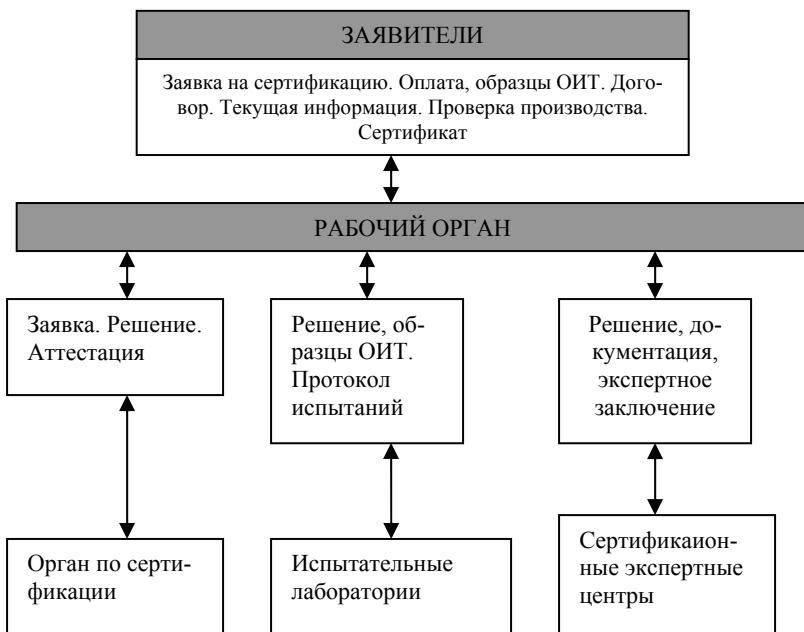 ЗАЯВИТЕЛИ
Заявка на сертификацию. Оплата, образцы ОИТ. Дого-
вор. Текущая информация. Проверка производства.
Сертификат
РАБОЧИЙ ОРГАН
Заявка. Решение.
Аттестация
Решение, об-
разцы ОИТ.
Протокол
испытаний
Решение, до-
кументация,
экспертное
заключение
Орган по серти-
фикации
Испытательные
лаборатории
Сертификаион-
ные экспертные
центры